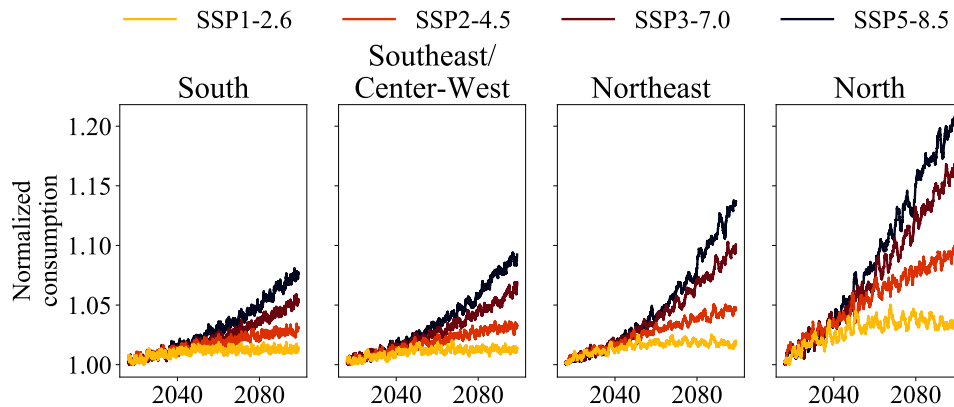 SSP1-2.6 SSP2-4.5 SSP3-7.0 SSP5-8.5
South
Southeast/
Center-West
Northeast
North
Normalized
consumption
1.20
1.15
1.10
1.05
1.00
2040 2080
2040 2080
2040 2080
2040 2080